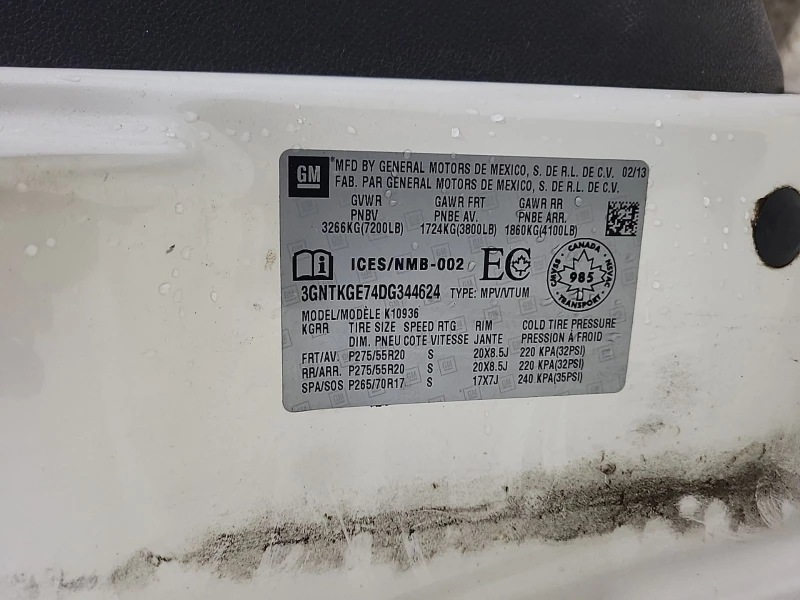 GM
*MFD BY GENERAL MOTORS DE MEXICO, S. DE R.L. DE C.V. 02/13
FAB. PAR GENERAL MOTORS DE MEXICO, S. DE R.L. DE C.V.
GVWR GAWR FRT GAWR RR
PNBV PNBE AV. PNBE ARR.
3266KG(7200LB) 1724KG(3800LB) 1860KG(4100LB)
ICES/NMB-002 EC
CANADA
985
TRANSPORT
3GNTKGE74DG344624 TYPE: MPV/VTUM
MODEL/MODÈLE K10936
KGRR TIRE SIZE SPEED RTG RIM COLD TIRE PRESSURE
DIM. PNEU COTE VITESSE JANTE PRESSION À FROID
FRT/AV. P275/55R20 S 20X8.5J 220 KPA(32PSI)
RR/ARR. P275/55R20 S 20X8.5J 220 KPA(32PSI)
SPA/SOS P265/70R17 S 17X7J 240 KPA(35PSI)